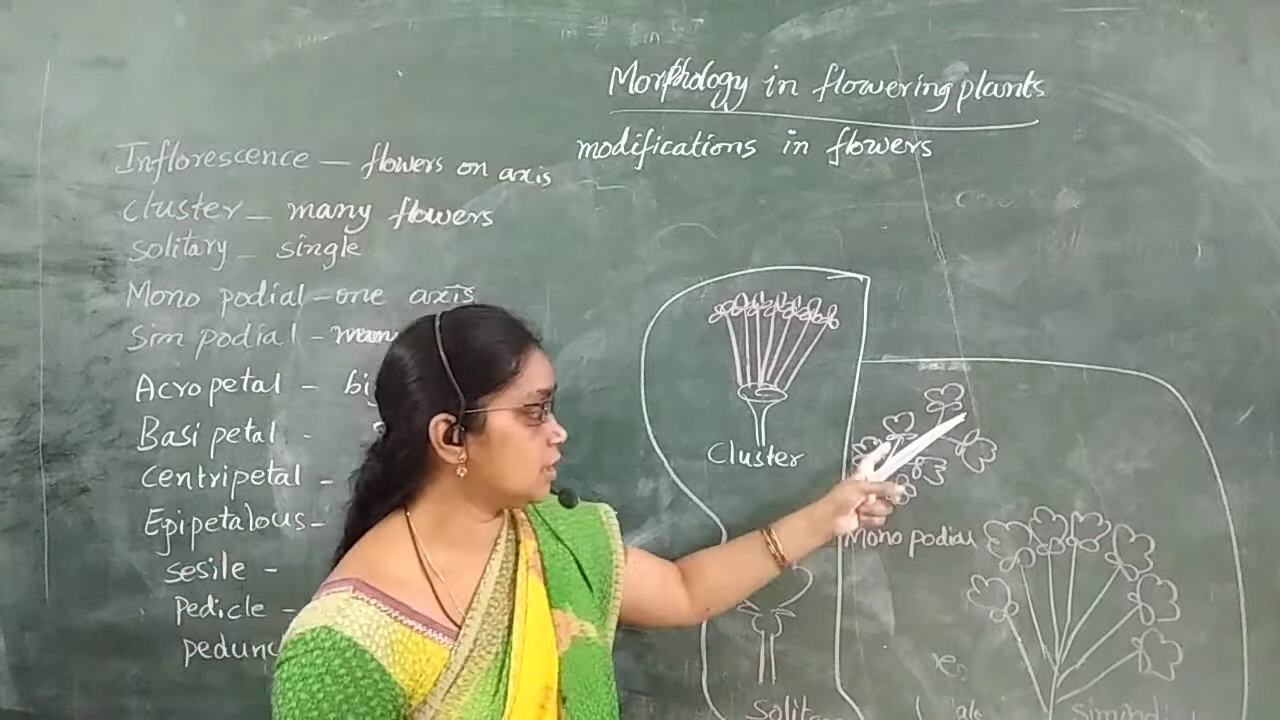 Morphology in flowering plants
modifications in flowers
Inflorescence - flowers on axis
cluster - many flowers
solitary - single
Mono podial - one axis
Sim podial -
Acropetal -
Basi petal -
Centripetal -
Egipetalous -
sesile -
pedicle -
Cluster
Mono podial